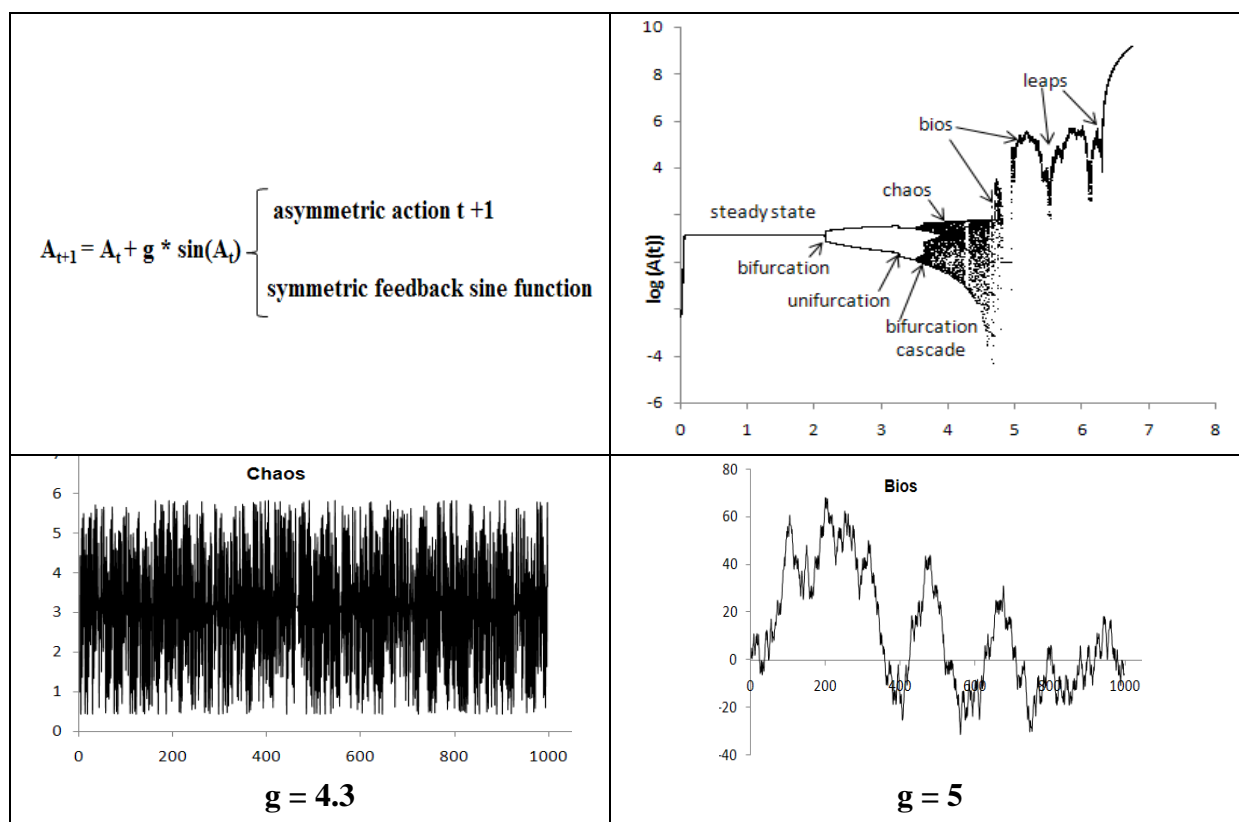 asymmetric action t +1
A_{t+1} = A_t + g * sin(A_t)
symmetric feedback sine function
10
8
6
4
-4
-6
log (A(t))
leaps
bios
chaos
steady state
bifurcation
unifurcation
bifurcation
cascade
0 1 2 3 4 5 6 7 8
Chaos
6
5
4
3
2
1
0
0 200 400 600 800 1000
g = 4.3
Bios
80
60
40
20
0
-20
-40
0 200 400 600 800 1000
g = 5